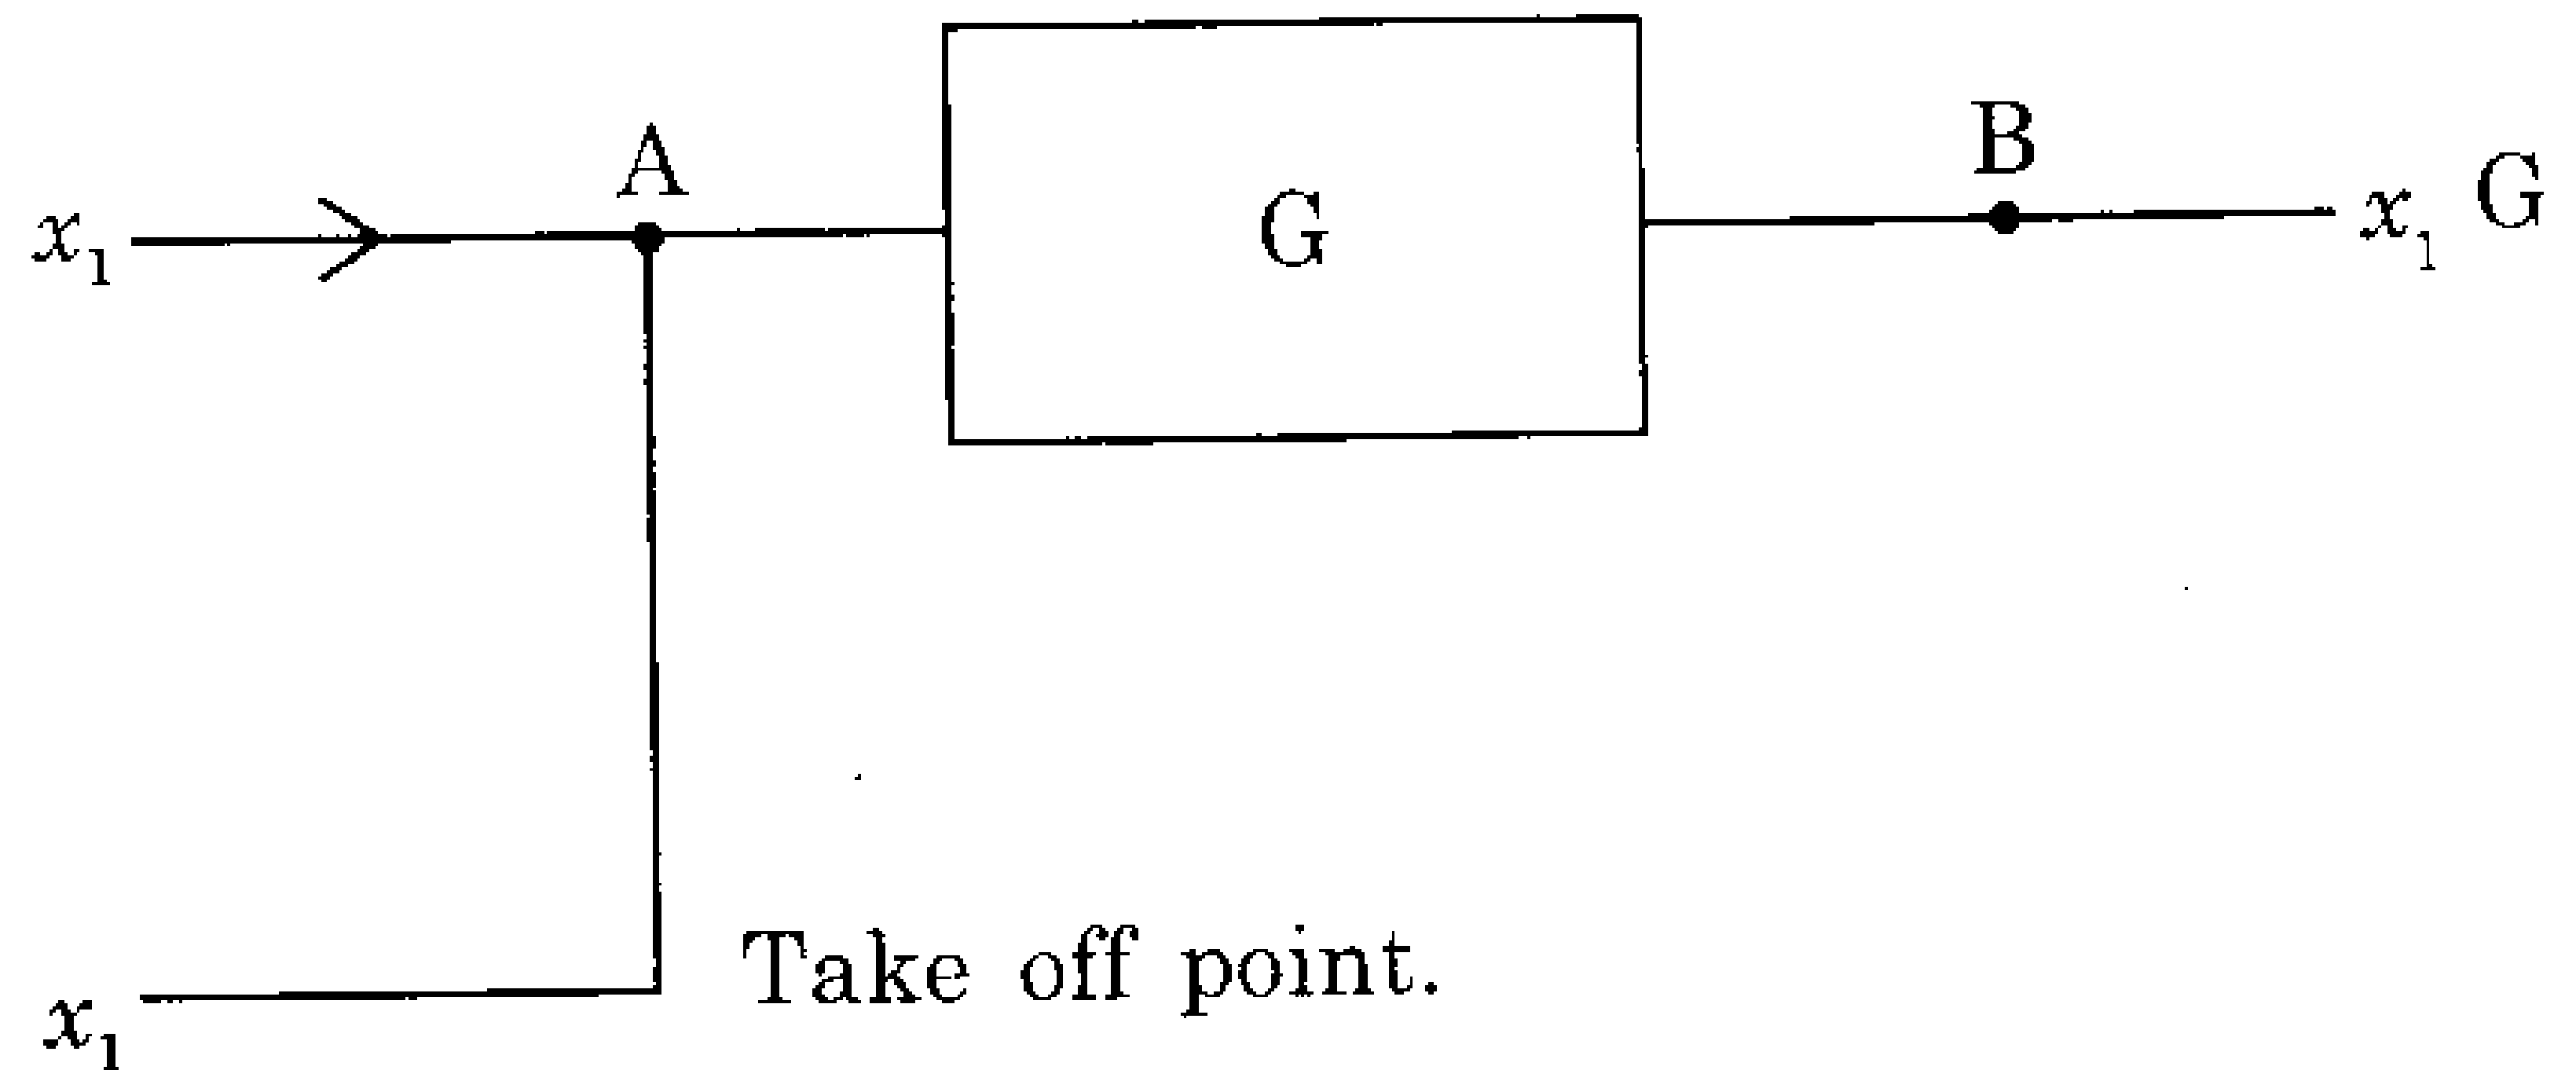 A
B
x₁
G
x₁ G
Take off point.
x₁